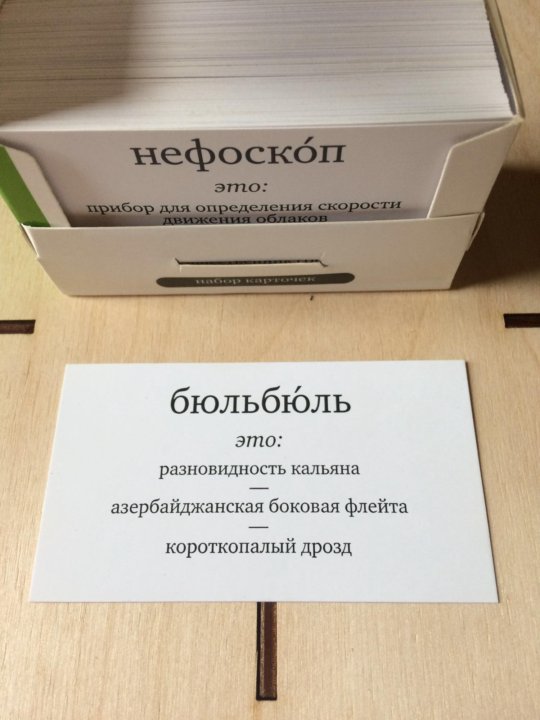 нефоско́п
это:
прибор для определения скорости
движения облаков
набор карточек
бюльбю́ль
это:
разновидность кальяна
—
азербайджанская боковая флейта
—
короткопалый дрозд